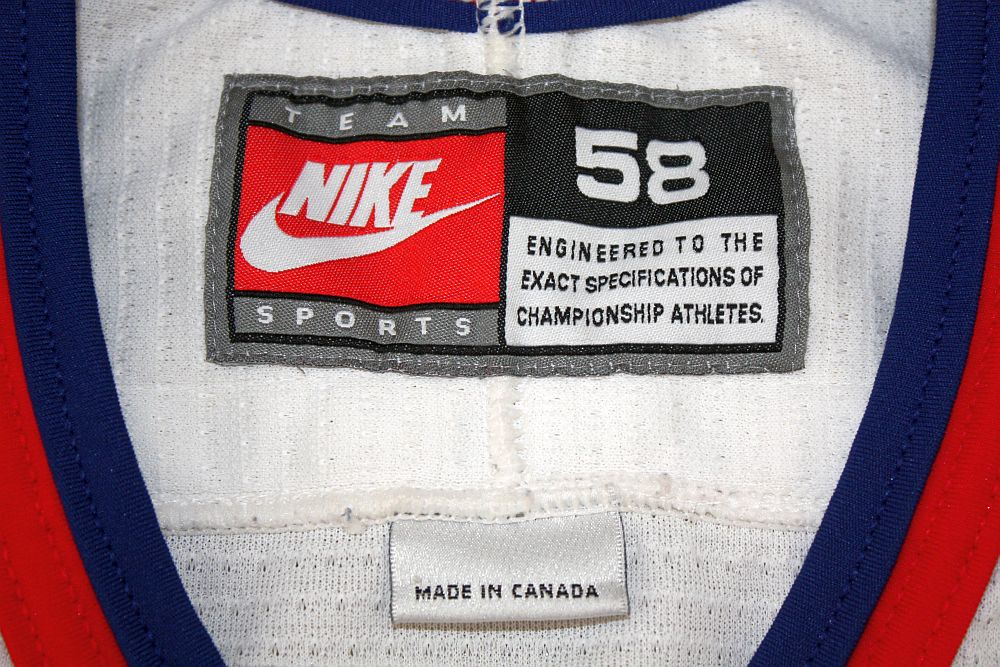 TEAM
NIKE
SPORTS
58
ENGINEERED TO THE
EXACT SPECIFICATIONS OF
CHAMPIONSHIP ATHLETES.
MADE IN CANADA